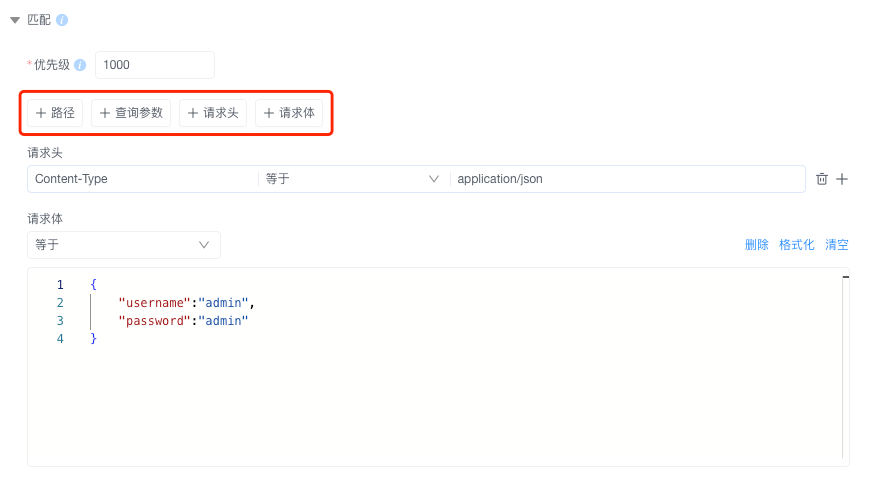 匹配
*优先级 1000
+ 路径 + 查询参数 + 请求头 + 请求体
请求头
Content-Type 等于 application/json
请求体
等于 删除 格式化 清空
1 {
2 "username":"admin",
3 "password":"admin"
4 }